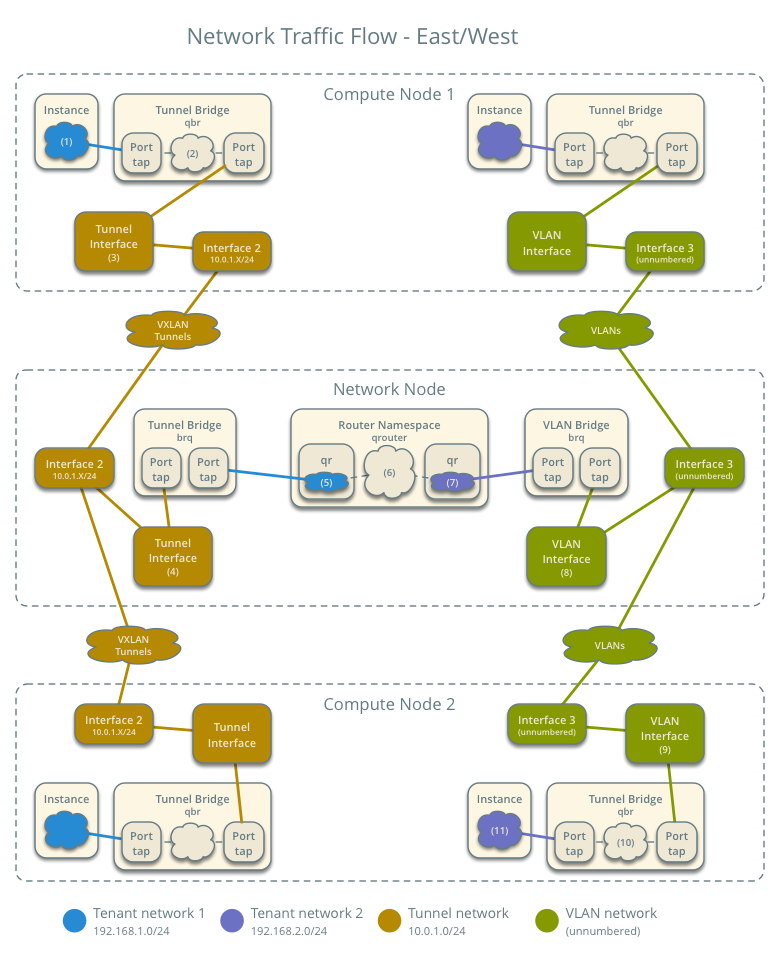 Network Traffic Flow - East/West
Compute Node 1
Instance
(1)
Tunnel Bridge
qbr
Port
tap
(2)
Port
tap
Tunnel
Interface
(3)
Interface 2
10.0.1.X/24
Instance
Tunnel Bridge
qbr
Port
tap
Port
tap
VLAN
Interface
Interface 3
(unnumbered)
VXLAN
Tunnels
VLANs
Network Node
Interface 2
10.0.1.X/24
Tunnel Bridge
brq
Port
tap
Port
tap
Tunnel
Interface
(4)
Router Namespace
qrouter
qr
(5)
(6)
qr
(7)
VLAN Bridge
brq
Port
tap
Port
tap
VLAN
Interface
(8)
Interface 3
(unnumbered)
VXLAN
Tunnels
VLANs
Compute Node 2
Interface 2
10.0.1.X/24
Tunnel
Interface
Instance
Tunnel Bridge
qbr
Port
tap
Port
tap
Interface 3
(unnumbered)
VLAN
Interface
(9)
Instance
(11)
Tunnel Bridge
qbr
Port
tap
(10)
Port
tap
Tenant network 1
192.168.1.0/24
Tenant network 2
192.168.2.0/24
Tunnel network
10.0.1.0/24
VLAN network
(unnumbered)